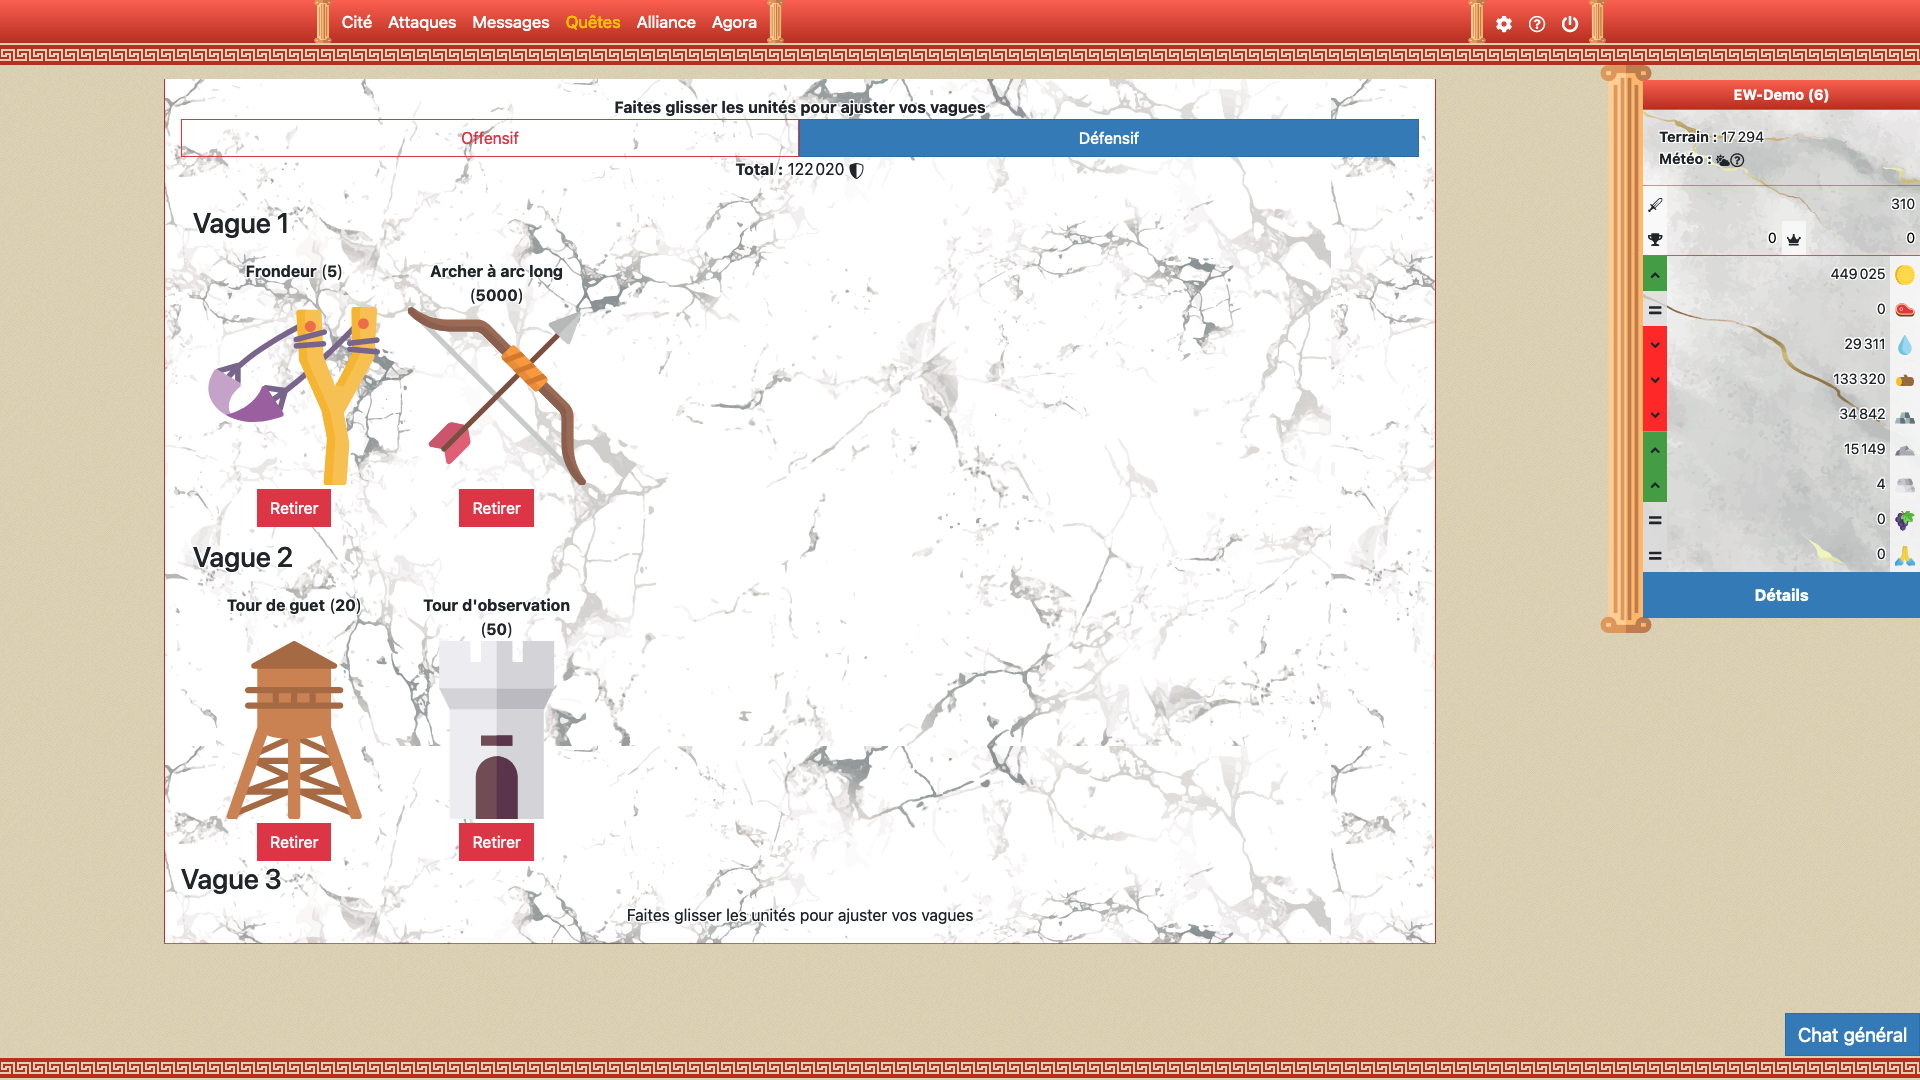 Cité Attaques Messages Quêtes Alliance Agora
Faites glisser les unités pour ajuster vos vagues
Offensif
Défensif
Total : 122 020
Vague 1
Frondeur (5)
Archer à arc long
(5000)
Retirer
Retirer
Vague 2
Tour de guet (20)
Tour d'observation
(50)
Retirer
Retirer
Vague 3
Faites glisser les unités pour ajuster vos vagues
EW-Demo (6)
Terrain : 17 294
Météo :
310
0
0
449 025
0
29 311
133 320
34 842
15 149
4
0
0
Détails
Chat général